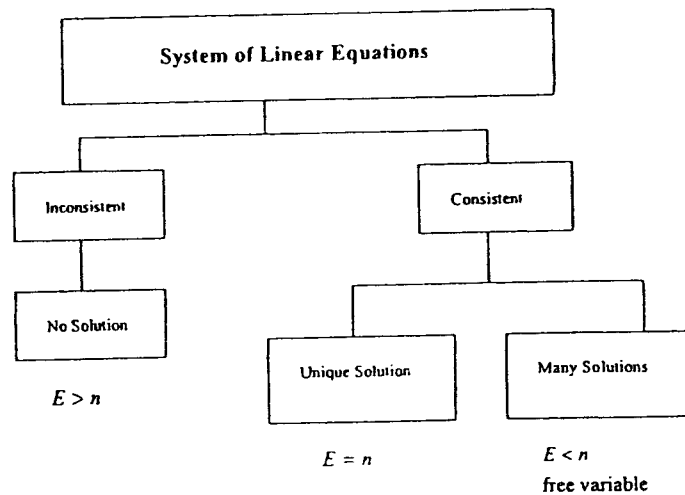 System of Linear Equations
Inconsistent
Consistent
No Solution
Unique Solution
Many Solutions
E > n
E = n
E < n
free variable